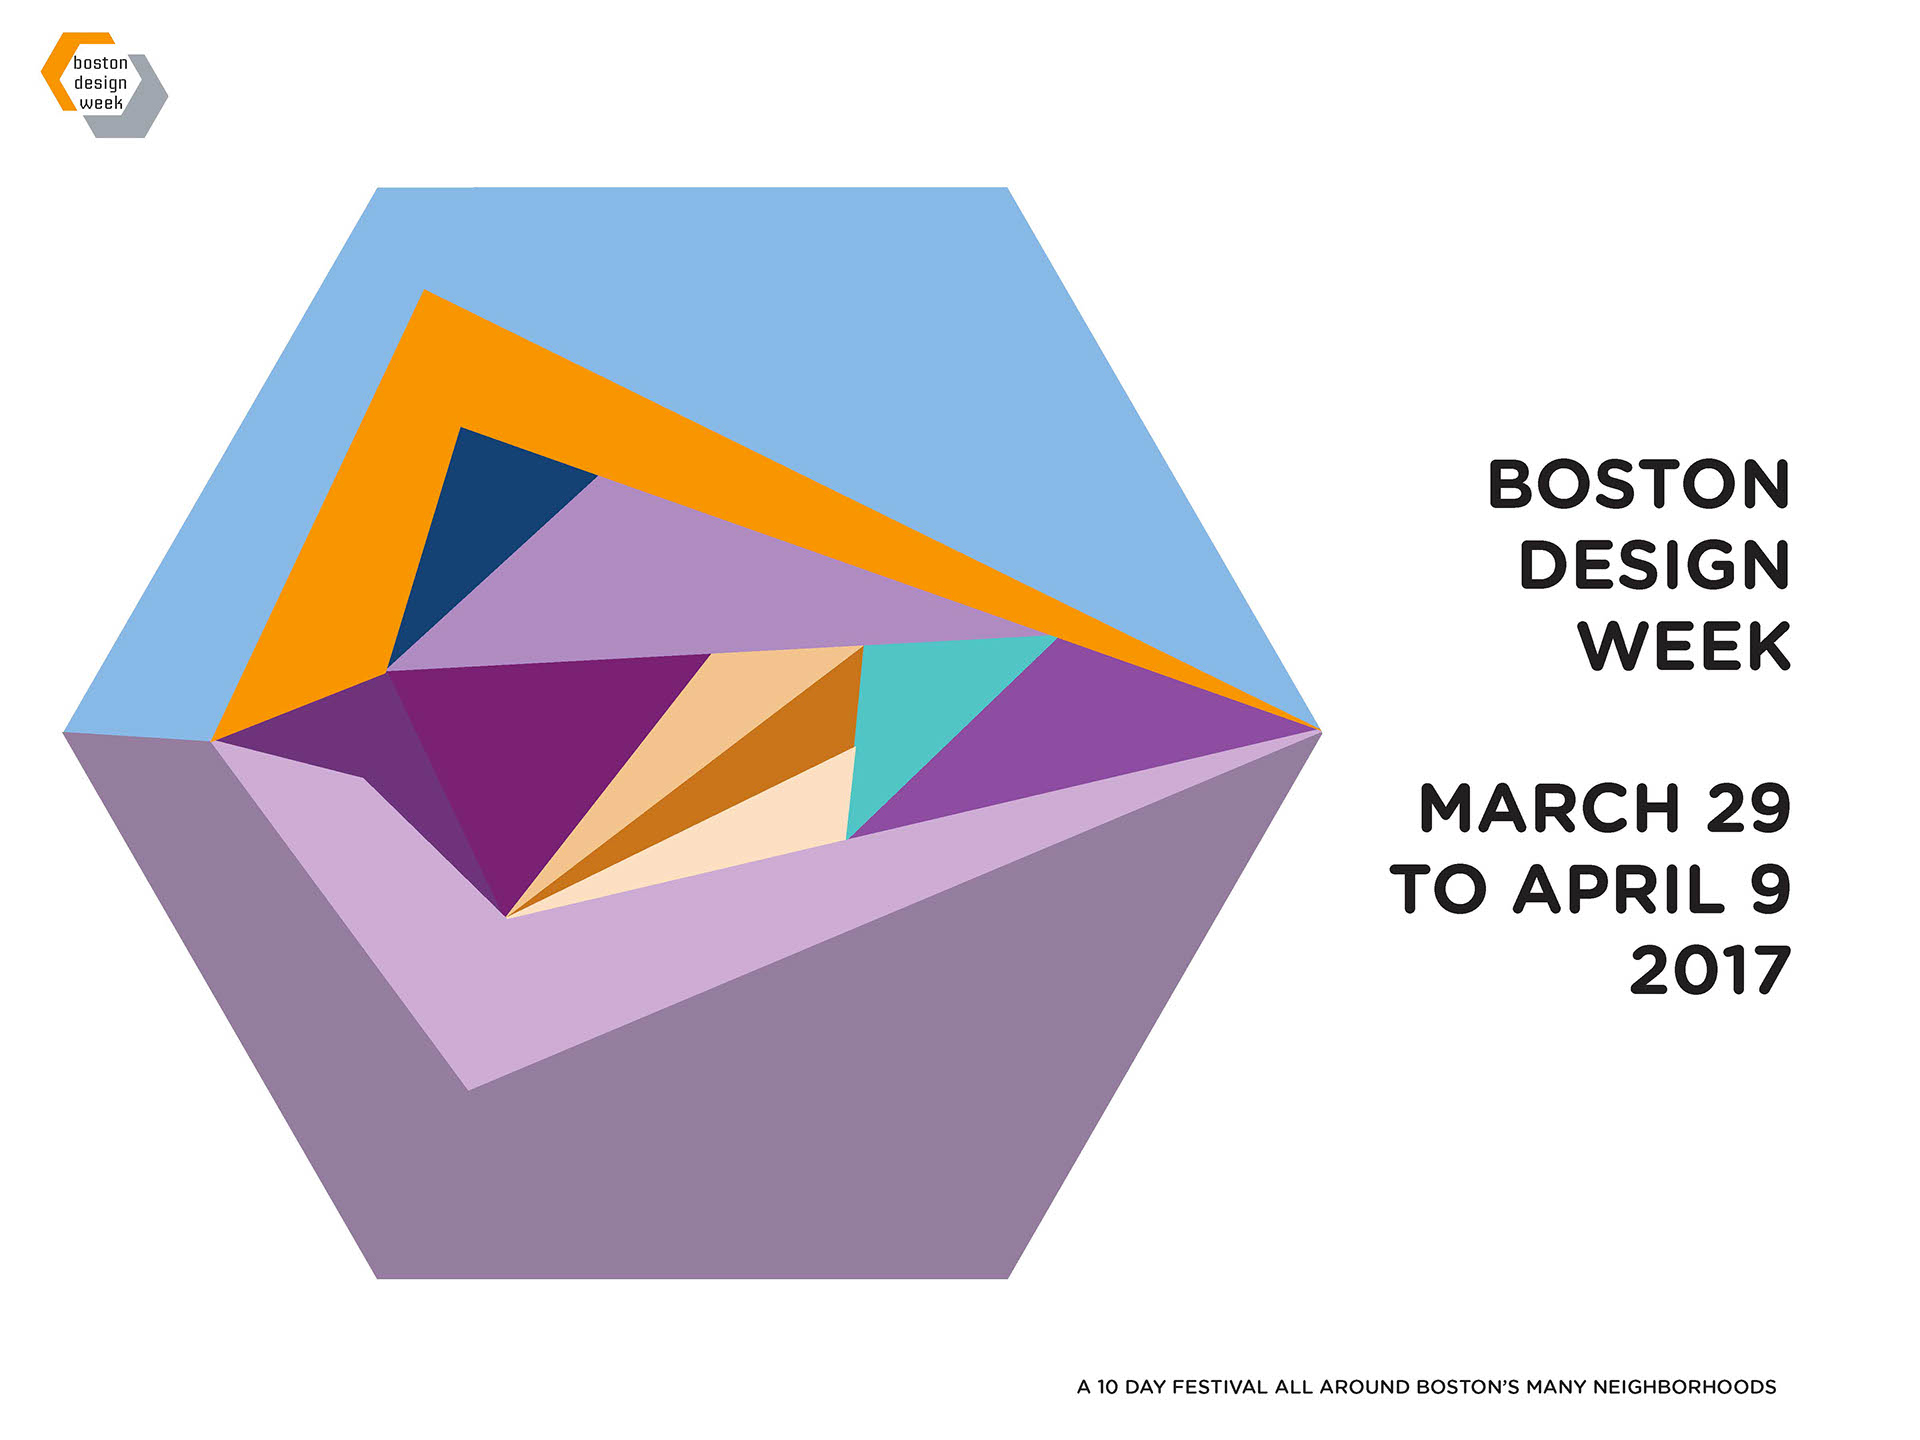 boston
design
week
BOSTON
DESIGN
WEEK
MARCH 29
TO APRIL 9
2017
A 10 DAY FESTIVAL ALL AROUND BOSTON'S MANY NEIGHBORHOODS